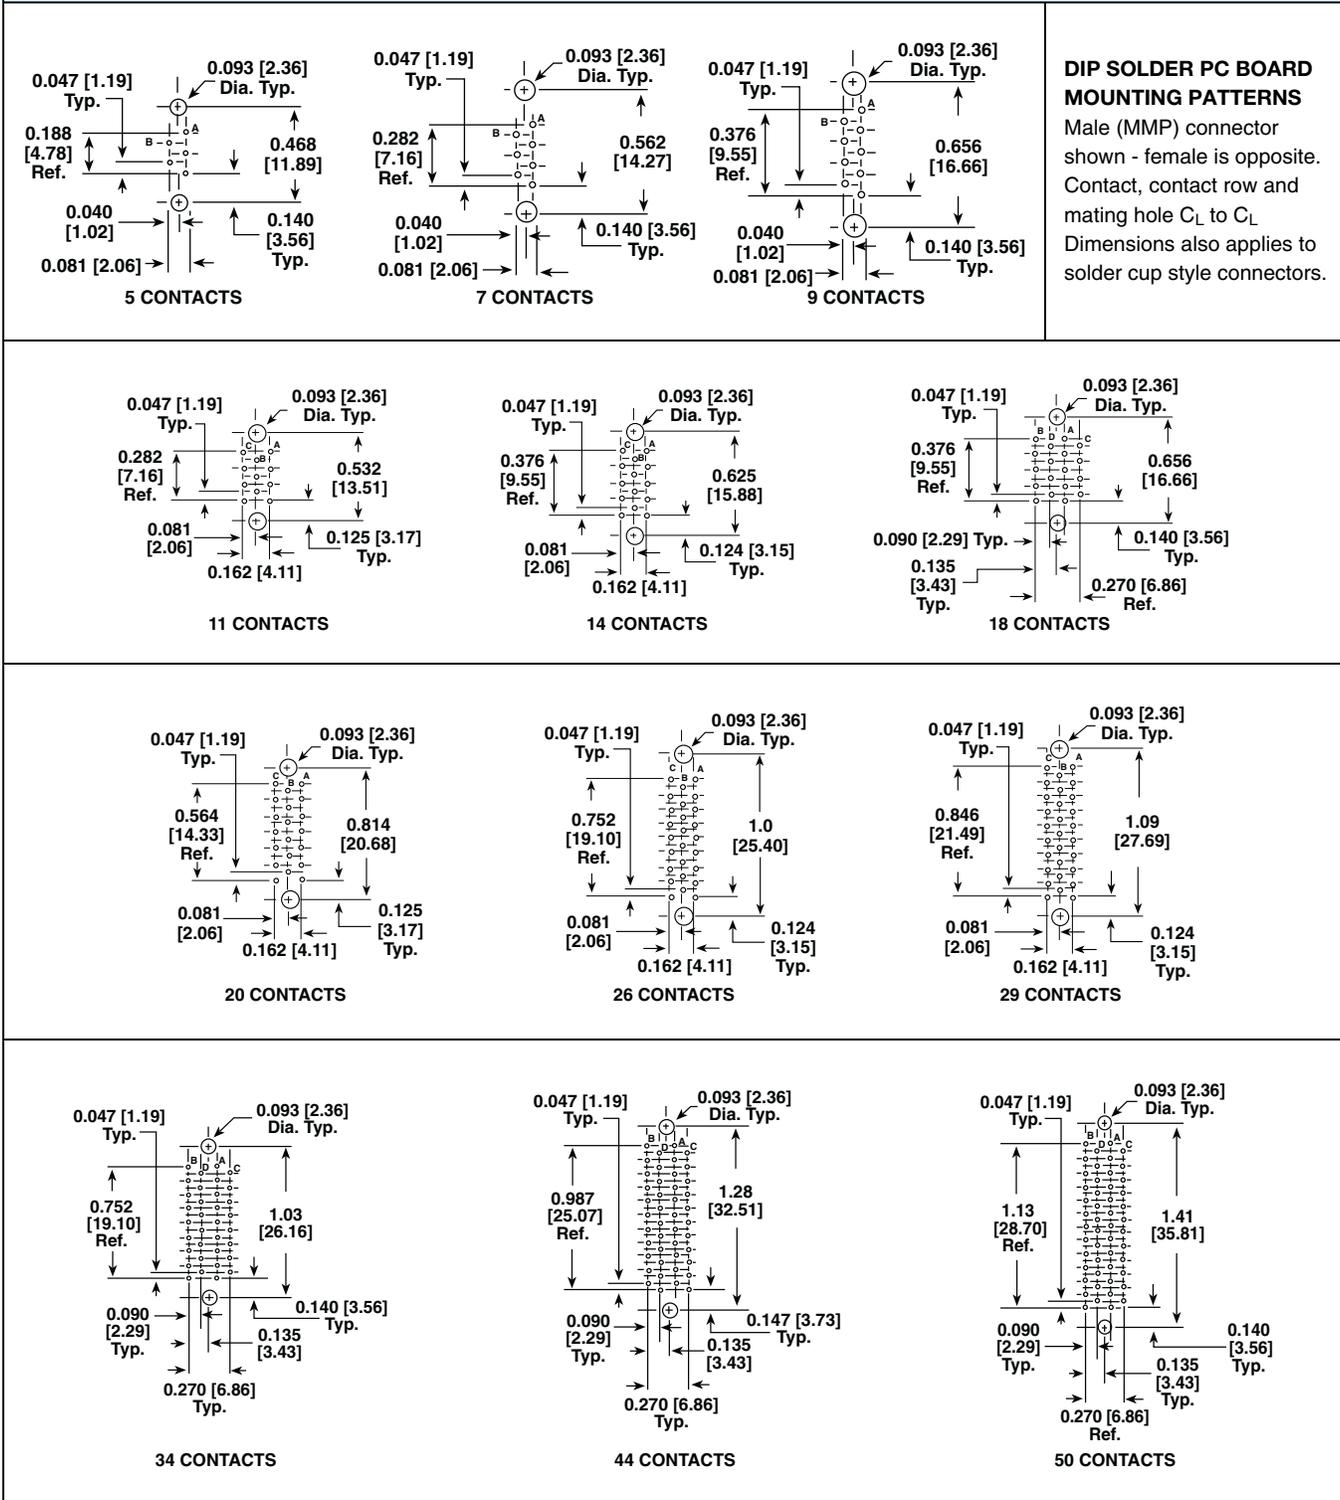 0.047 [1.19]
Typ.
0.093 [2.36]
Dia. Typ.
A
B
0.188
[4.78]
Ref.
0.468
[11.89]
0.040
[1.02]
0.140
[3.56]
Typ.
0.081 [2.06]
5 CONTACTS
0.047 [1.19]
Typ.
0.093 [2.36]
Dia. Typ.
A
B
0.282
[7.16]
Ref.
0.562
[14.27]
0.040
[1.02]
0.140 [3.56]
Typ.
0.081 [2.06]
7 CONTACTS
0.047 [1.19]
Typ.
0.093 [2.36]
Dia. Typ.
A
B
0.376
[9.55]
Ref.
0.656
[16.66]
0.040
[1.02]
0.140 [3.56]
Typ.
0.081 [2.06]
9 CONTACTS
DIP SOLDER PC BOARD
MOUNTING PATTERNS
Male (MMP) connector
shown - female is opposite.
Contact, contact row and
mating hole CL to CL
Dimensions also applies to
solder cup style connectors.
0.047 [1.19]
Typ.
0.093 [2.36]
Dia. Typ.
C
A
B
0.282
[7.16]
Ref.
0.532
[13.51]
0.081
[2.06]
0.125 [3.17]
Typ.
0.162 [4.11]
11 CONTACTS
0.047 [1.19]
Typ.
0.093 [2.36]
Dia. Typ.
C
A
B
0.376
[9.55]
Ref.
0.625
[15.88]
0.081
[2.06]
0.124 [3.15]
Typ.
0.162 [4.11]
14 CONTACTS
0.047 [1.19]
Typ.
0.093 [2.36]
Dia. Typ.
B
D
A
C
0.376
[9.55]
Ref.
0.656
[16.66]
0.090 [2.29] Typ.
0.140 [3.56]
Typ.
0.135
[3.43]
Typ.
0.270 [6.86]
Ref.
18 CONTACTS
0.047 [1.19]
Typ.
0.093 [2.36]
Dia. Typ.
C
B
A
0.564
[14.33]
Ref.
0.814
[20.68]
0.081
[2.06]
0.125
[3.17]
Typ.
0.162 [4.11]
20 CONTACTS
0.047 [1.19]
Typ.
0.093 [2.36]
Dia. Typ.
C
B
A
0.752
[19.10]
Ref.
1.0
[25.40]
0.081
[2.06]
0.124
[3.15]
Typ.
0.162 [4.11]
26 CONTACTS
0.047 [1.19]
Typ.
0.093 [2.36]
Dia. Typ.
C
B
A
0.846
[21.49]
Ref.
1.09
[27.69]
0.081
[2.06]
0.124
[3.15]
Typ.
0.162 [4.11]
29 CONTACTS
0.047 [1.19]
Typ.
0.093 [2.36]
Dia. Typ.
B
D
A
C
0.752
[19.10]
Ref.
1.03
[26.16]
0.090
[2.29]
Typ.
0.140 [3.56]
Typ.
0.135
[3.43]
0.270 [6.86]
Typ.
34 CONTACTS
0.047 [1.19]
Typ.
0.093 [2.36]
Dia. Typ.
B
D
A
C
0.987
[25.07]
Ref.
1.28
[32.51]
0.090
[2.29]
Typ.
0.147 [3.73]
Typ.
0.135
[3.43]
0.270 [6.86]
Typ.
44 CONTACTS
0.047 [1.19]
Typ.
0.093 [2.36]
Dia. Typ.
B
D
A
C
1.13
[28.70]
Ref.
1.41
[35.81]
0.090
[2.29]
Typ.
0.140
[3.56]
Typ.
0.135
[3.43]
Typ.
0.270 [6.86]
Ref.
50 CONTACTS